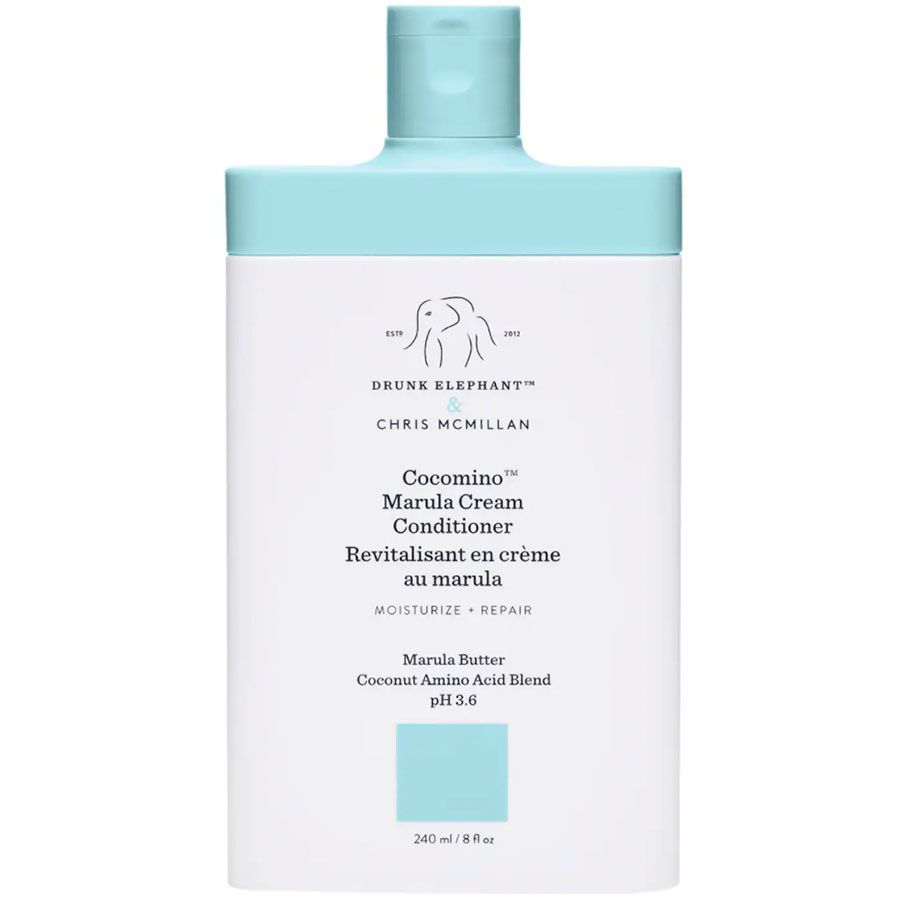 ESTD 2012
DRUNK ELEPHANT™
&
CHRIS MCMILLAN
Cocomino™
Marula Cream
Conditioner
Revitalisant en crème
au marula
MOISTURIZE + REPAIR
Marula Butter
Coconut Amino Acid Blend
pH 3.6
240 ml / 8 fl oz